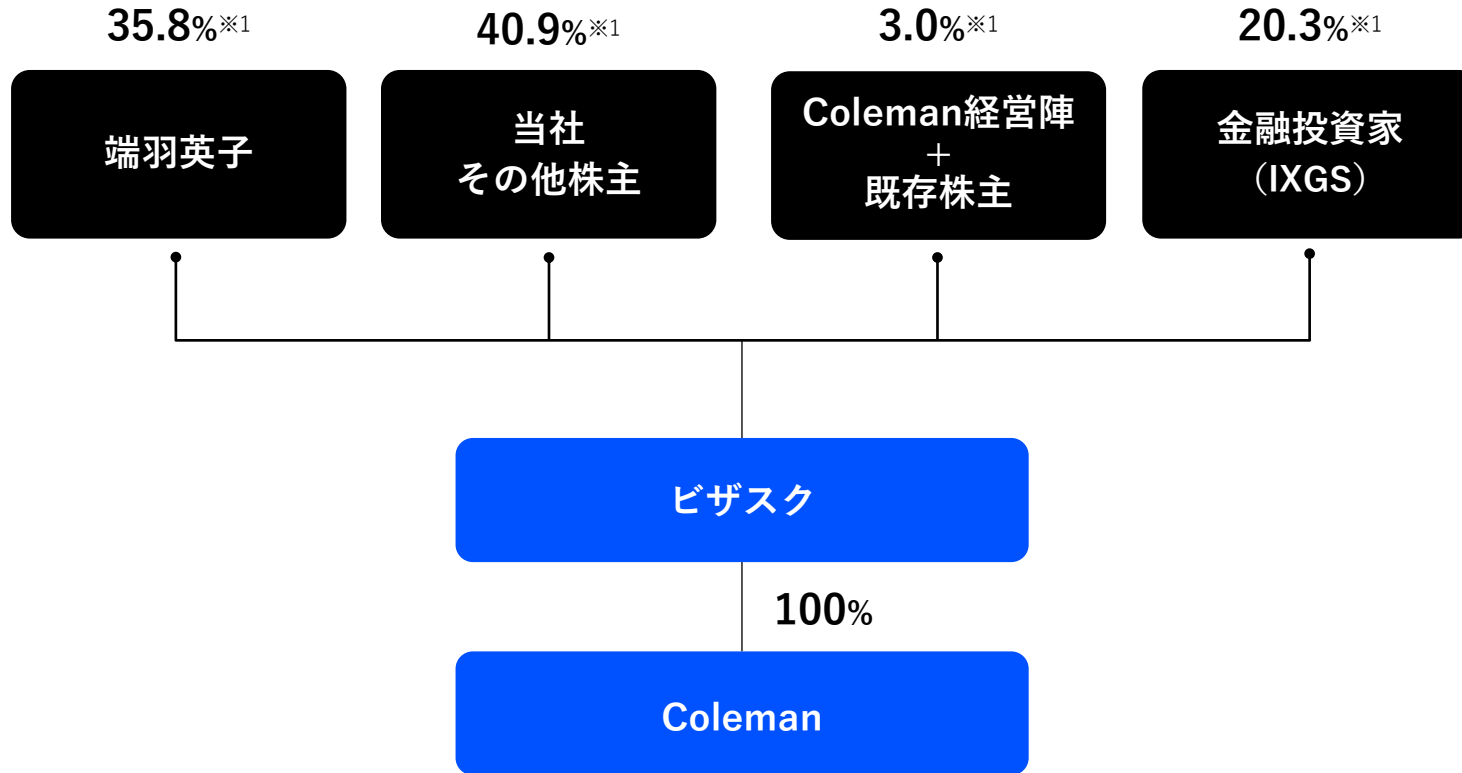 35.8%※1
40.9%※1
3.0%※1
20.3%※1
端羽英子
当社
その他株主
Coleman経営陣
+
既存株主
金融投資家
（IXGS）
ビザスク
100%
Coleman